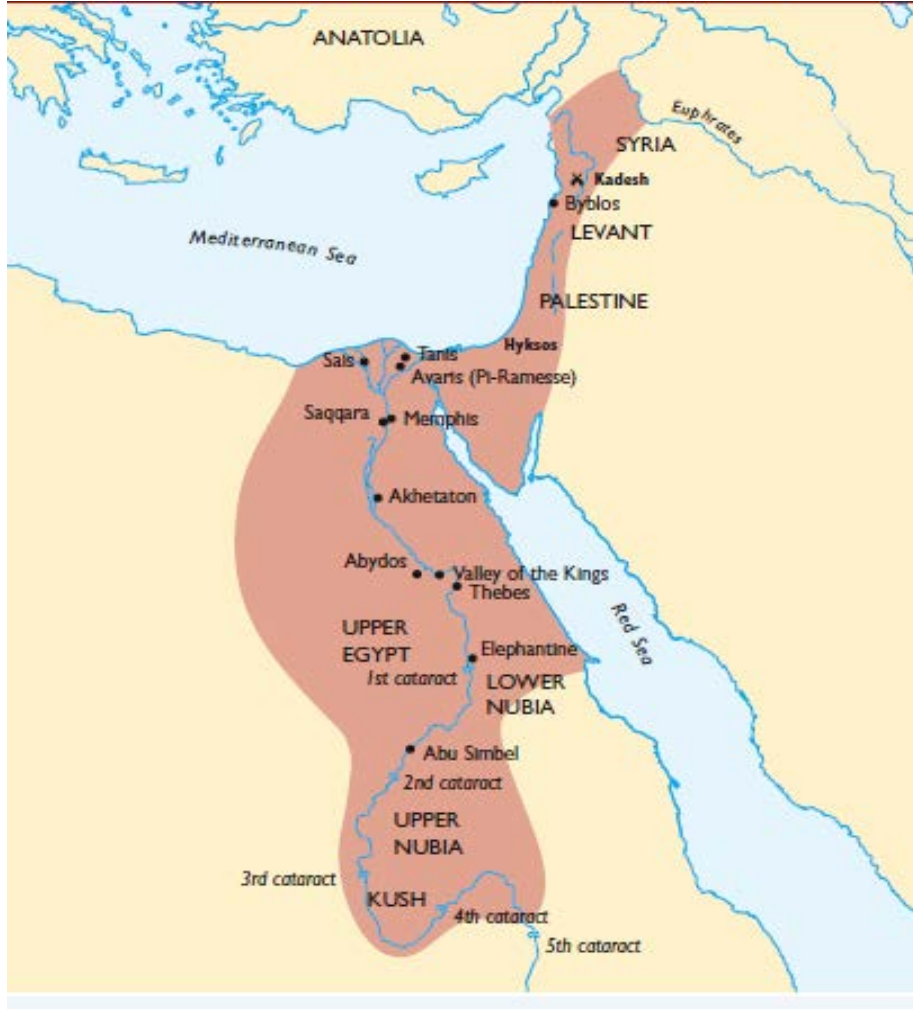 ANATOLIA
Euphrates
SYRIA
Kadesh
Byblos
LEVANT
Mediterranean Sea
PALESTINE
Hyksos
Tanis
Sais
Avaris (Pi-Ramesse)
Saqqara
Memphis
Akhetaton
Abydos
Valley of the Kings
Thebes
Red Sea
UPPER
EGYPT
Elephantine
1st cataract
LOWER
NUBIA
Abu Simbel
2nd cataract
UPPER
NUBIA
3rd cataract
KUSH
4th cataract
5th cataract